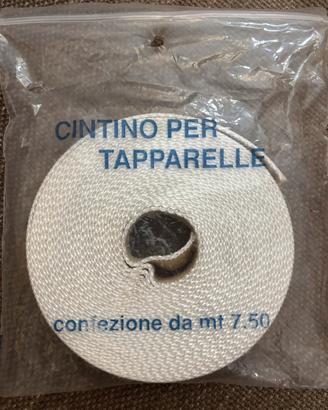 CINTINO PER
TAPPARELLE
confezione da mt 7.50